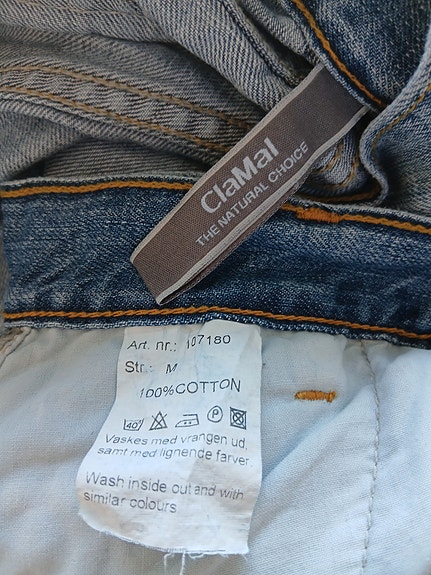 ClaMal
THE NATURAL CHOICE
Art. nr.: 107180
Str.: M
100%COTTON
40° P
Vaskes med vrangen ud,
samt med lignende farver
Wash inside out and with
similar colours